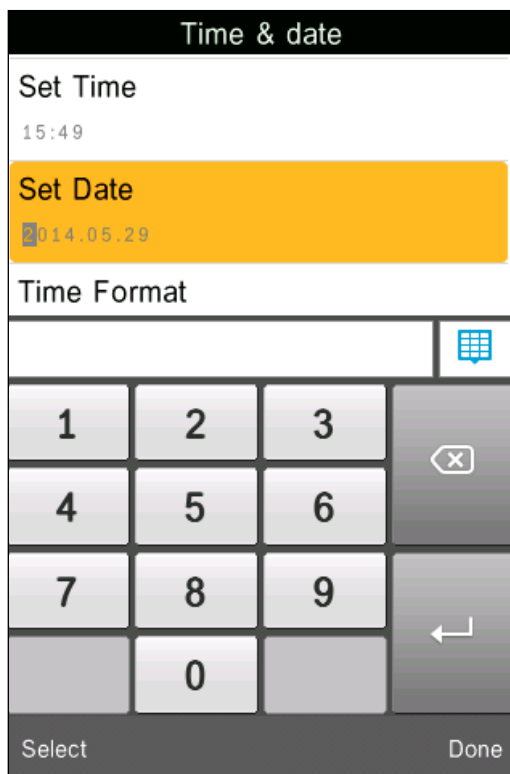 Time & date
Set Time
15:49
Set Date
2014.05.29
Time Format
1 2 3
4 5 6
7 8 9
0
Select Done